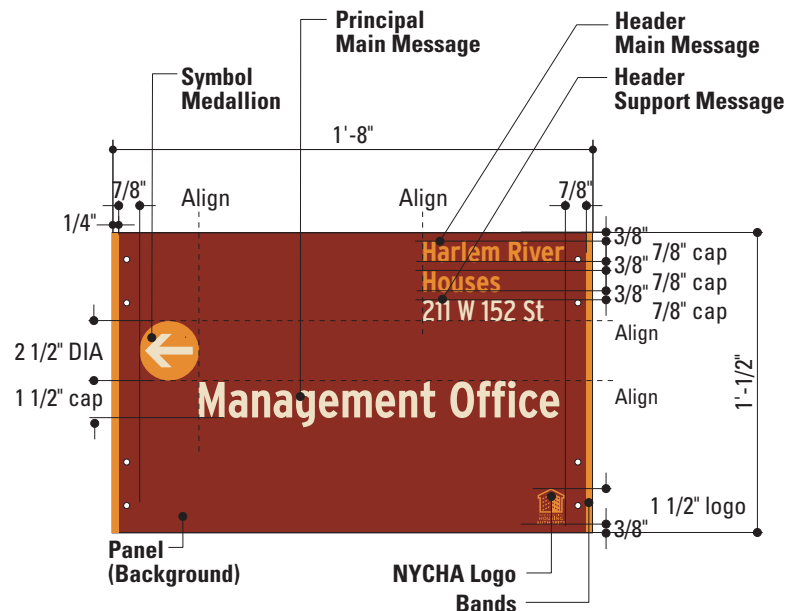 Principal
Main Message
Header
Main Message
Symbol
Medallion
Header
Support Message
1'-8"
7/8"
Align
Align
7/8"
1/4"
3/8"
7/8" cap
3/8"
7/8" cap
3/8"
7/8" cap
Harlem River
Houses
211 W 152 St
Align
2 1/2" DIA
1 1/2" cap
Management Office
Align
1'-1/2"
1 1/2" logo
3/8"
HOUSING
AUTHORITY
Panel
(Background)
NYCHA Logo
Bands